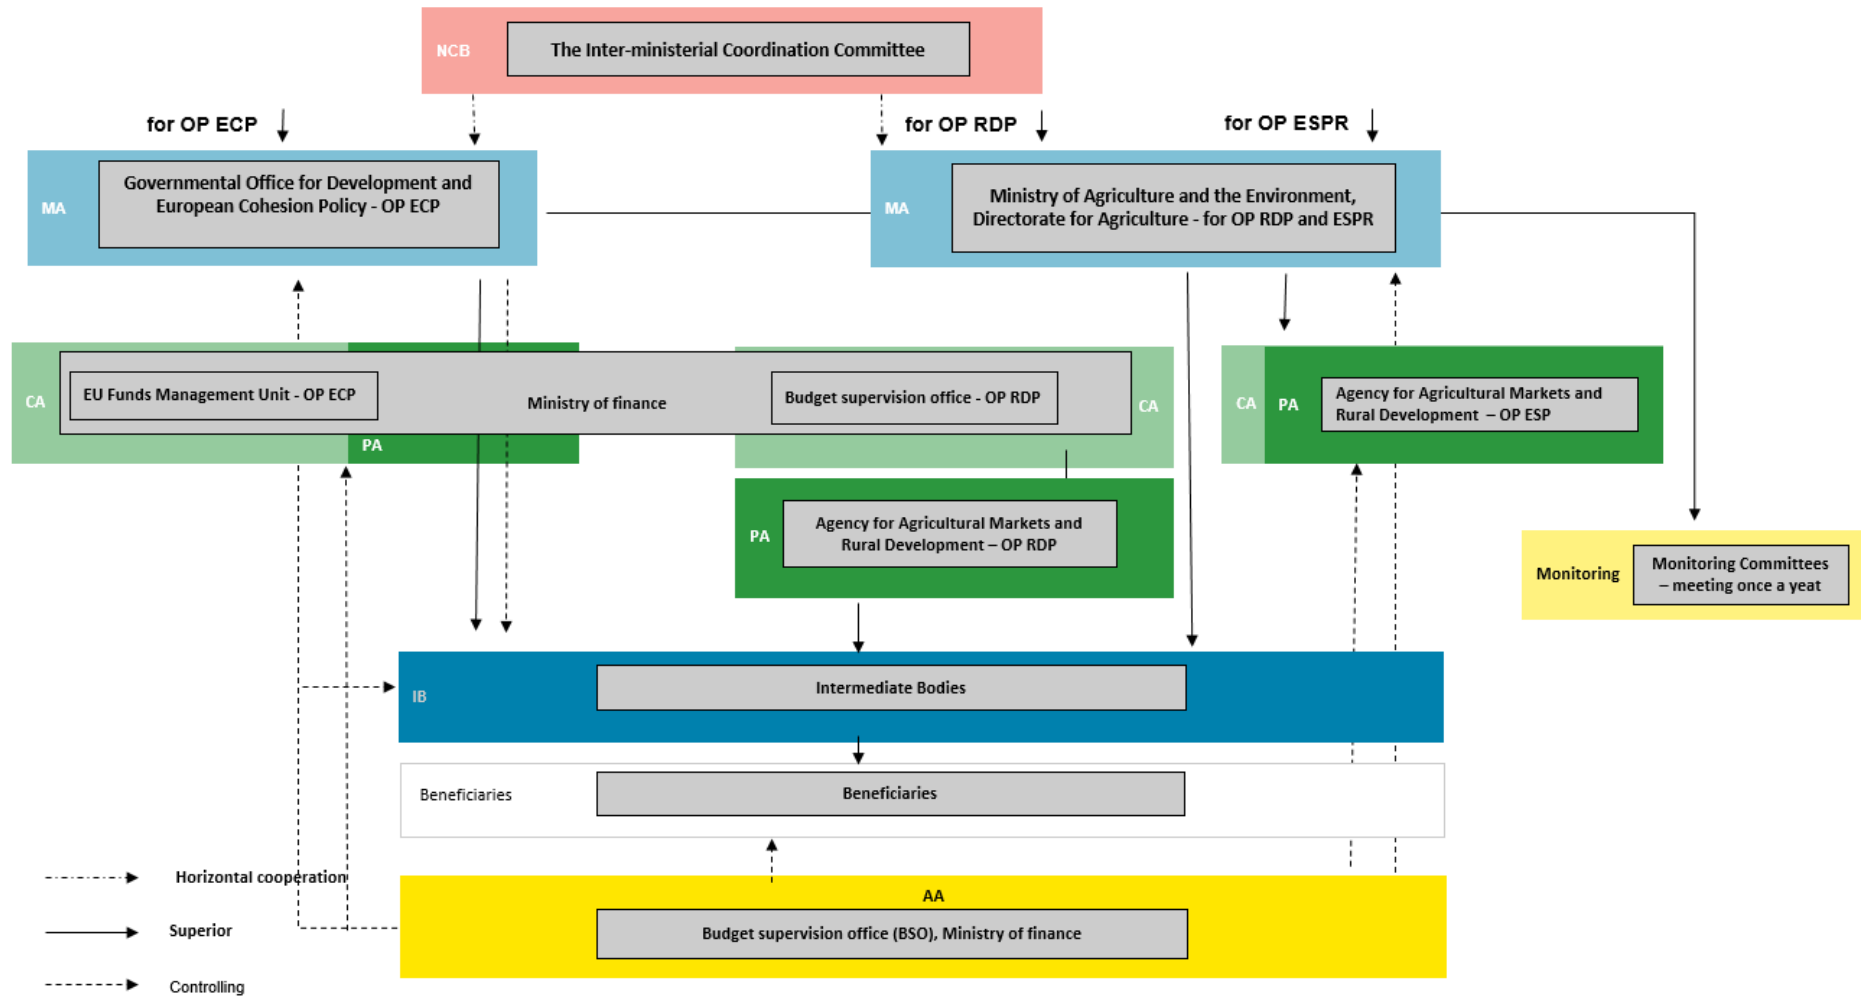 NCB
The Inter-ministerial Coordination Committee
for OP ECP
for OP RDP
for OP ESPR
MA
Governmental Office for Development and
European Cohesion Policy - OP ECP
MA
Ministry of Agriculture and the Environment,
Directorate for Agriculture - for OP RDP and ESPR
CA
EU Funds Management Unit - OP ECP
Ministry of finance
Budget supervision office - OP RDP
CA
PA
CA
PA
Agency for Agricultural Markets and
Rural Development – OP ESP
PA
Agency for Agricultural Markets and
Rural Development – OP RDP
Monitoring
Monitoring Committees
– meeting once a yeat
IB
Intermediate Bodies
Beneficiaries
Beneficiaries
Horizontal cooperation
Superior
Controlling
AA
Budget supervision office (BSO), Ministry of finance